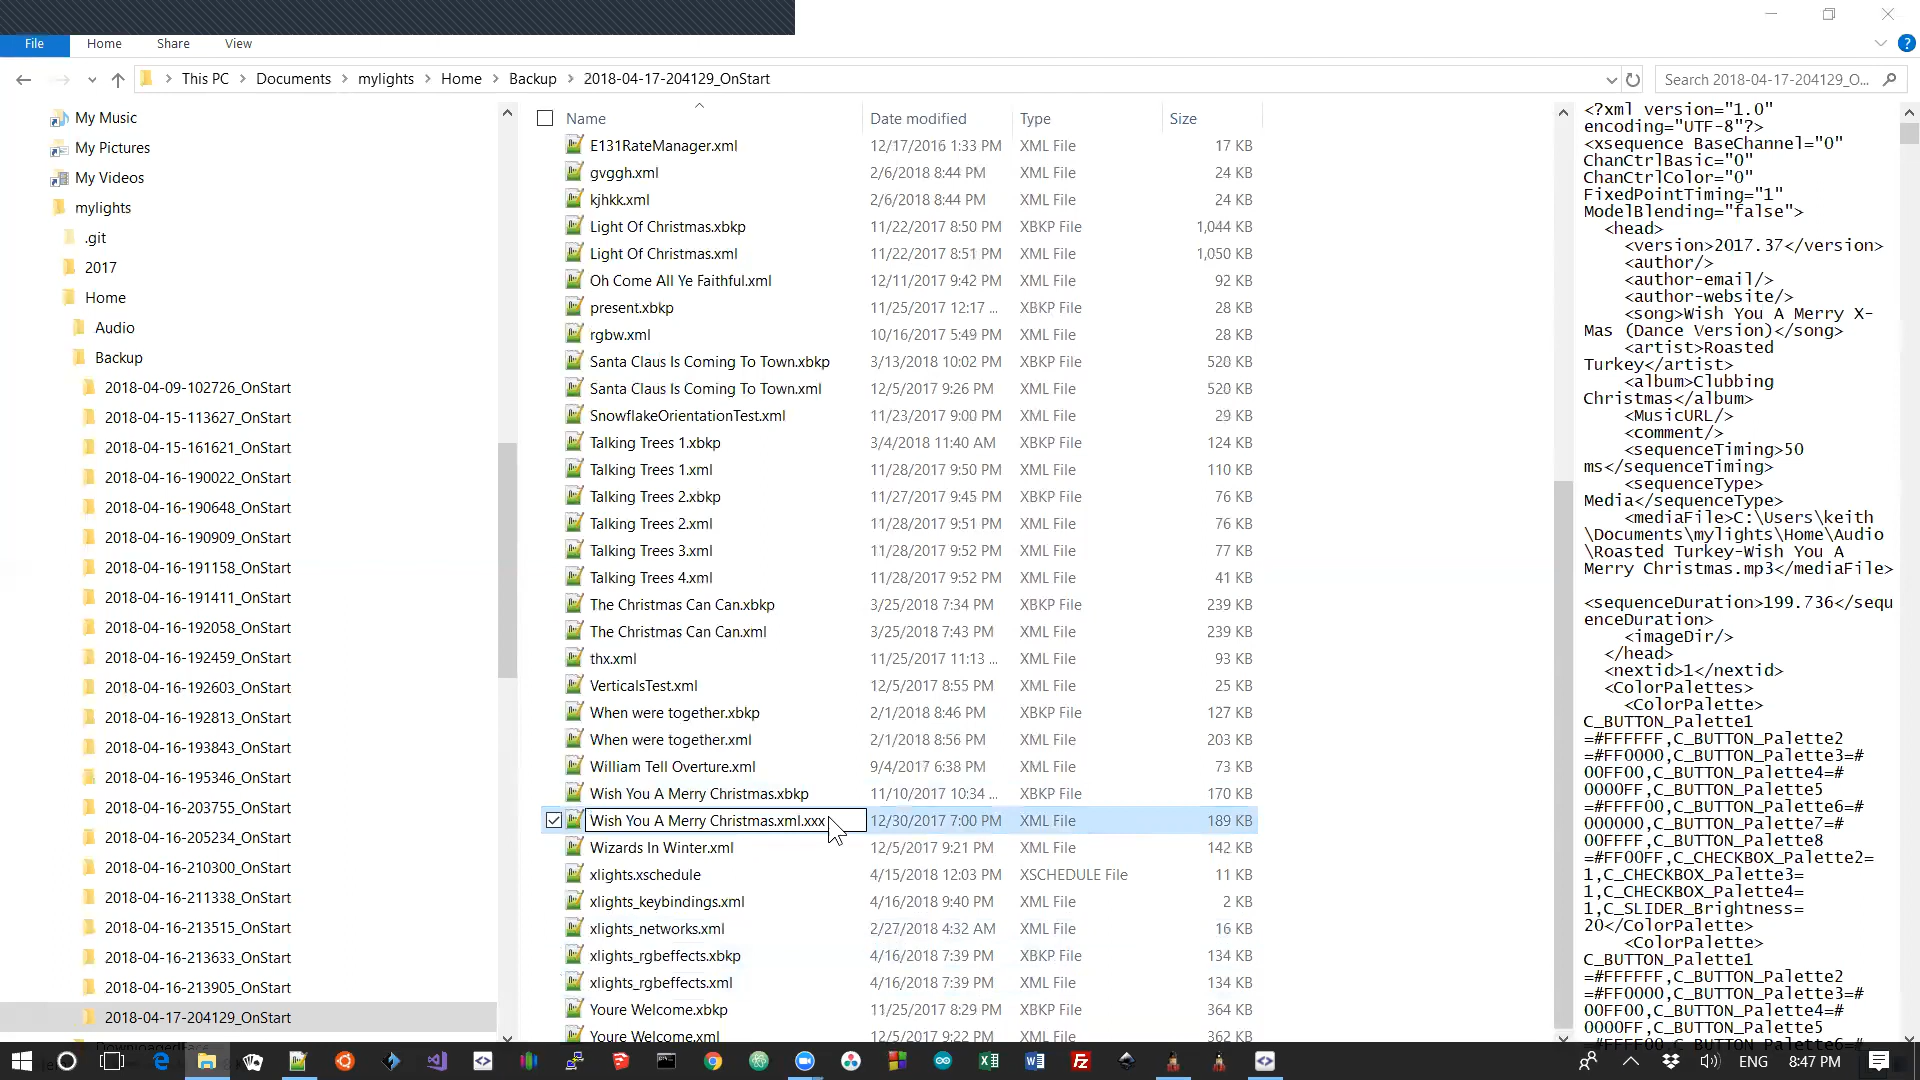 File Home Share View
This PC Documents mylights Home Backup 2018-04-17-204129_OnStart
Search 2018-04-17-204129_O...
My Music
My Pictures
My Videos
mylights
.git
2017
Home
Audio
Backup
2018-04-09-102726_OnStart
2018-04-15-113627_OnStart
2018-04-15-161621_OnStart
2018-04-16-190022_OnStart
2018-04-16-190648_OnStart
2018-04-16-190909_OnStart
2018-04-16-191158_OnStart
2018-04-16-191411_OnStart
2018-04-16-192058_OnStart
2018-04-16-192459_OnStart
2018-04-16-192603_OnStart
2018-04-16-192813_OnStart
2018-04-16-193843_OnStart
2018-04-16-195346_OnStart
2018-04-16-203755_OnStart
2018-04-16-205234_OnStart
2018-04-16-210300_OnStart
2018-04-16-211338_OnStart
2018-04-16-213515_OnStart
2018-04-16-213633_OnStart
2018-04-16-213905_OnStart
2018-04-17-204129_OnStart
Name Date modified Type Size
E131RateManager.xml 12/17/2016 1:33 PM XML File 17 KB
gvggh.xml 2/6/2018 8:44 PM XML File 24 KB
kjhkk.xml 2/6/2018 8:44 PM XML File 24 KB
Light Of Christmas.xbkp 11/22/2017 8:50 PM XBKP File 1,044 KB
Light Of Christmas.xml 11/22/2017 8:51 PM XML File 1,050 KB
Oh Come All Ye Faithful.xml 12/11/2017 9:42 PM XML File 92 KB
present.xbkp 11/25/2017 12:17 ... XBKP File 28 KB
rgbw.xml 10/16/2017 5:49 PM XML File 28 KB
Santa Claus Is Coming To Town.xbkp 3/13/2018 10:02 PM XBKP File 520 KB
Santa Claus Is Coming To Town.xml 12/5/2017 9:26 PM XML File 520 KB
SnowflakeOrientationTest.xml 11/23/2017 9:00 PM XML File 29 KB
Talking Trees 1.xbkp 3/4/2018 11:40 AM XBKP File 124 KB
Talking Trees 1.xml 11/28/2017 9:50 PM XML File 110 KB
Talking Trees 2.xbkp 11/27/2017 9:45 PM XBKP File 76 KB
Talking Trees 2.xml 11/28/2017 9:51 PM XML File 76 KB
Talking Trees 3.xml 11/28/2017 9:52 PM XML File 77 KB
Talking Trees 4.xml 11/28/2017 9:52 PM XML File 41 KB
The Christmas Can Can.xbkp 3/25/2018 7:34 PM XBKP File 239 KB
The Christmas Can Can.xml 3/25/2018 7:43 PM XML File 239 KB
thx.xml 11/25/2017 11:13 ... XML File 93 KB
VerticalsTest.xml 12/5/2017 8:55 PM XML File 25 KB
When were together.xbkp 2/1/2018 8:46 PM XBKP File 127 KB
When were together.xml 2/1/2018 8:56 PM XML File 203 KB
William Tell Overture.xml 9/4/2017 6:38 PM XML File 73 KB
Wish You A Merry Christmas.xbkp 11/10/2017 10:34 ... XBKP File 170 KB
Wish You A Merry Christmas.xml.xxx 12/30/2017 7:00 PM XML File 189 KB
Wizards In Winter.xml 12/5/2017 9:21 PM XML File 142 KB
xlights.xschedule 4/15/2018 12:03 PM XSCHEDULE File 11 KB
xlights_keybindings.xml 4/16/2018 9:40 PM XML File 2 KB
xlights_networks.xml 2/27/2018 4:32 AM XML File 16 KB
xlights_rgbeffects.xbkp 4/16/2018 7:39 PM XBKP File 134 KB
xlights_rgbeffects.xml 4/16/2018 7:39 PM XML File 134 KB
Youre Welcome.xbkp 11/25/2017 8:29 PM XBKP File 364 KB
Youre Welcome.xml 12/5/2017 9:22 PM XML File 362 KB
<?xml version="1.0"
encoding="UTF-8"?>
<xsequence BaseChannel="0"
ChanCtrlBasic="0"
ChanCtrlColor="0"
FixedPointTiming="1"
ModelBlending="false">
<head>
<version>2017.37</version>
<author/>
<author-email/>
<author-website/>
<song>Wish You A Merry X-
Mas (Dance Version)</song>
<artist>Roasted
Turkey</artist>
<album>Clubbing
Christmas</album>
<MusicURL/>
<comment/>
<sequenceTiming>50
ms</sequenceTiming>
<sequenceType>
Media</sequenceType>
<mediaFile>C:\Users\keith
\Documents\mylights\Home\Audio
\Roasted Turkey-Wish You A
Merry Christmas.mp3</mediaFile>
<sequenceDuration>199.736</sequ
enceDuration>
<imageDir/>
</head>
<nextid>1</nextid>
<ColorPalettes>
<ColorPalette>
C_BUTTON_Palette1
=#FFFFFF,C_BUTTON_Palette2
=#FF0000,C_BUTTON_Palette3=#
00FF00,C_BUTTON_Palette4=#
0000FF,C_BUTTON_Palette5
=#FFFF00,C_BUTTON_Palette6=#
000000,C_BUTTON_Palette7=#
00FFFF,C_BUTTON_Palette8
=#FF00FF,C_CHECKBOX_Palette2=
1,C_CHECKBOX_Palette3=
1,C_CHECKBOX_Palette4=
1,C_SLIDER_Brightness=
20</ColorPalette>
<ColorPalette>
C_BUTTON_Palette1
=#FFFFFF,C_BUTTON_Palette2
=#FF0000,C_BUTTON_Palette3=#
00FF00,C_BUTTON_Palette4=#
0000FF,C_BUTTON_Palette5
=#FFFF00,C_BUTTON_Palette6=#
ENG 8:47 PM